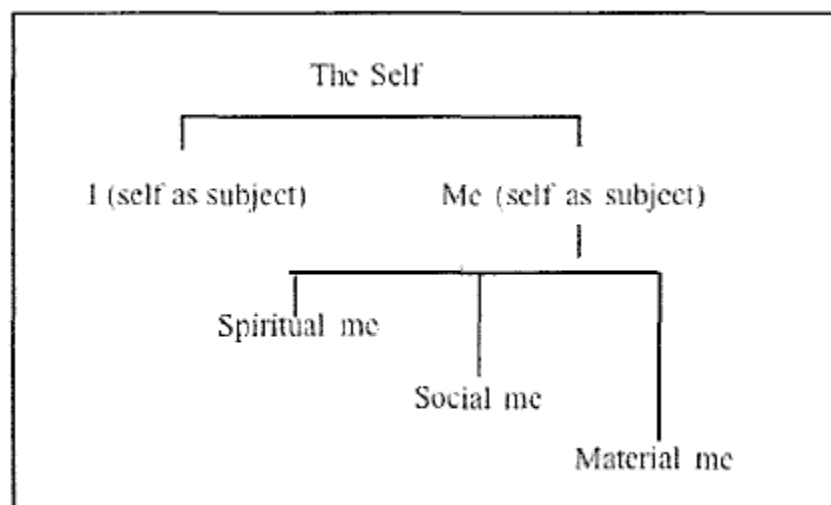 The Self
I (self as subject) Me (self as subject)
Spiritual me
Social me
Material me